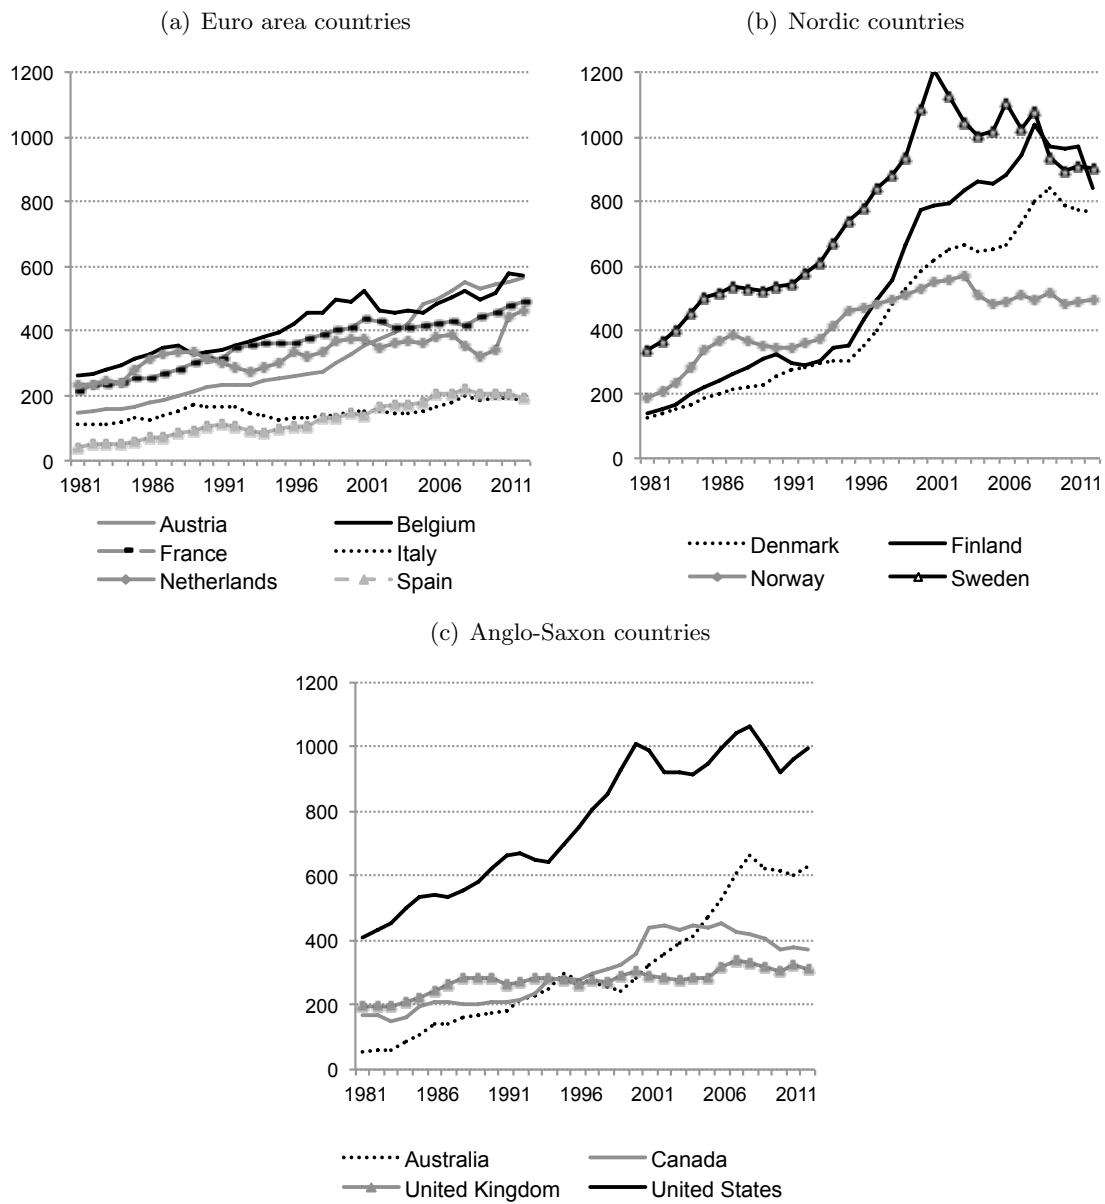 (a) Euro area countries
(b) Nordic countries
1200
1000
800
600
400
200
0
1981 1986 1991 1996 2001 2006 2011
Austria Belgium
France Italy
Netherlands Spain
1200
1000
800
600
400
200
0
1981 1986 1991 1996 2001 2006 2011
Denmark Finland
Norway Sweden
(c) Anglo-Saxon countries
1200
1000
800
600
400
200
0
1981 1986 1991 1996 2001 2006 2011
Australia Canada
United Kingdom United States